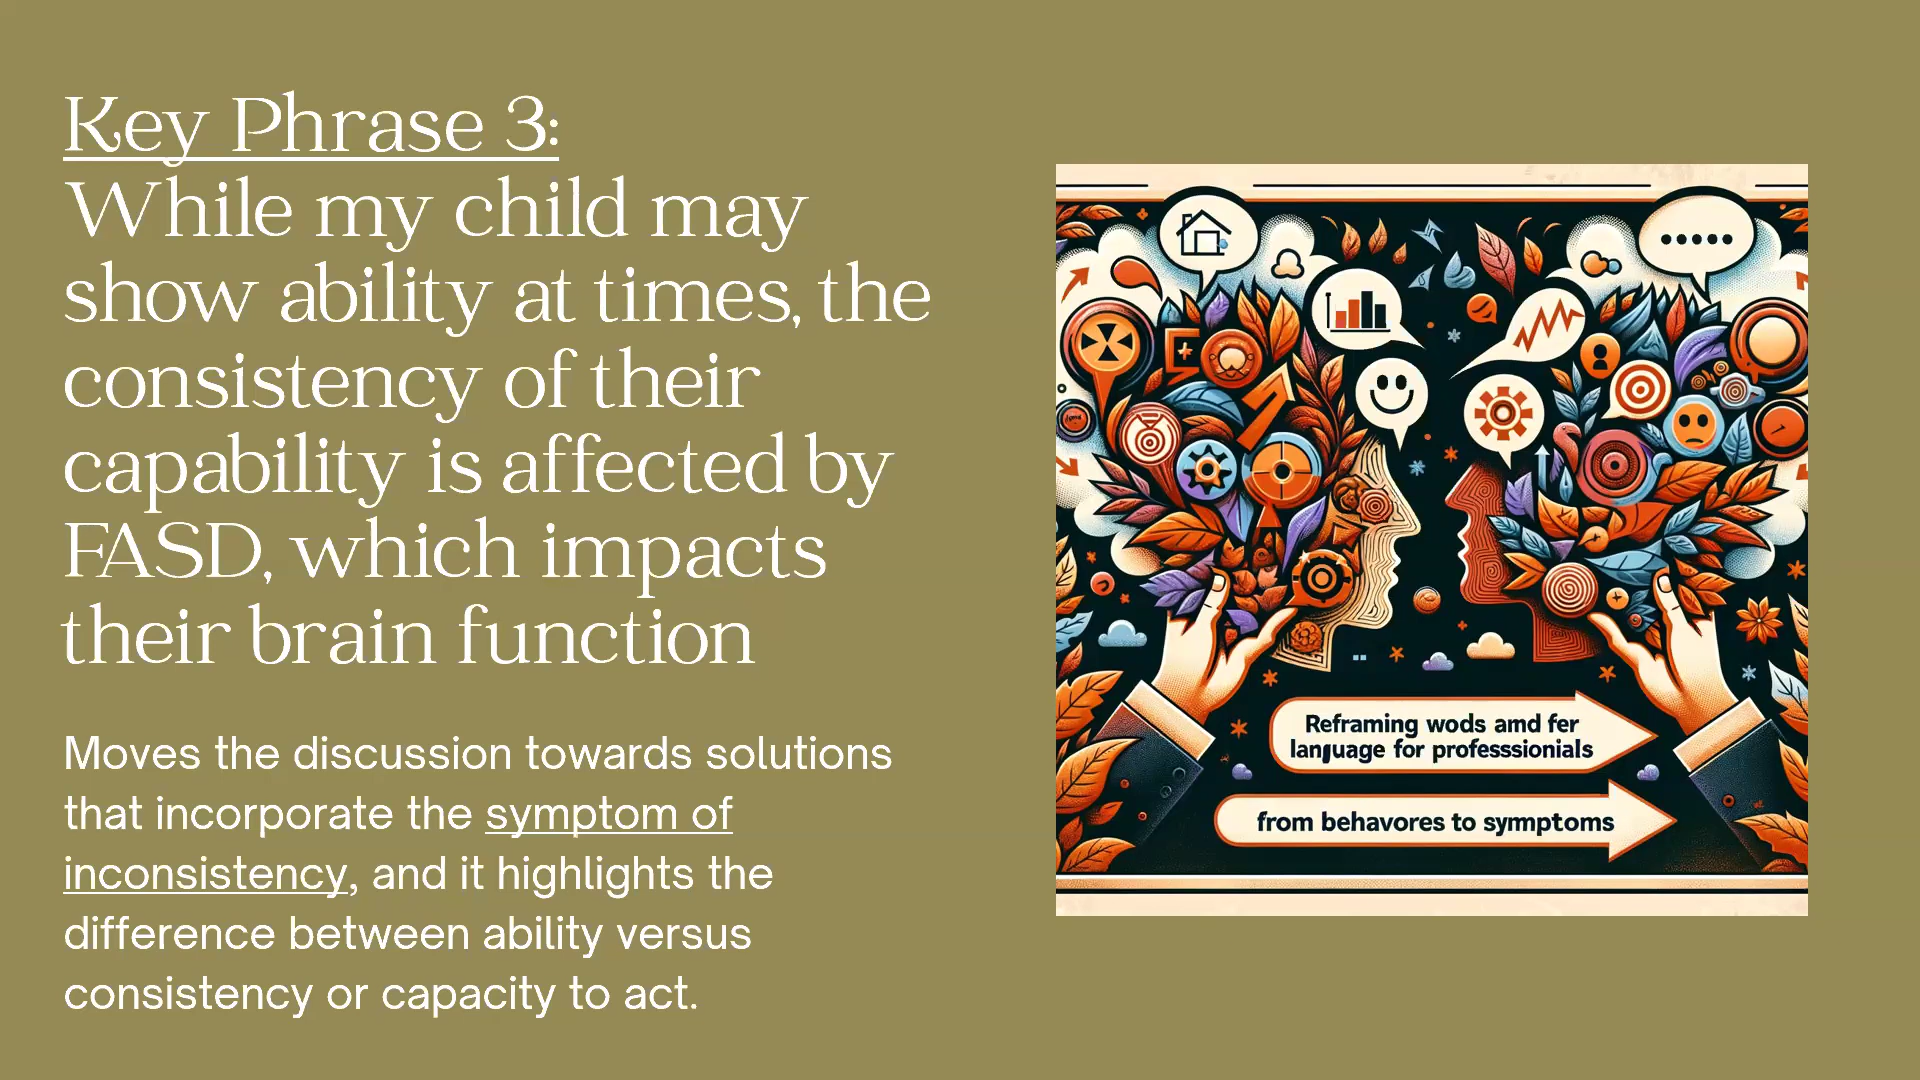 Key Phrase 3:
While my child may
show ability at times, the
consistency of their
capability is affected by
FASD, which impacts
their brain function
Moves the discussion towards solutions
that incorporate the symptom of
inconsistency, and it highlights the
difference between ability versus
consistency or capacity to act.
Reframing wods amd fer
language for professsionials
from behavores to symptoms